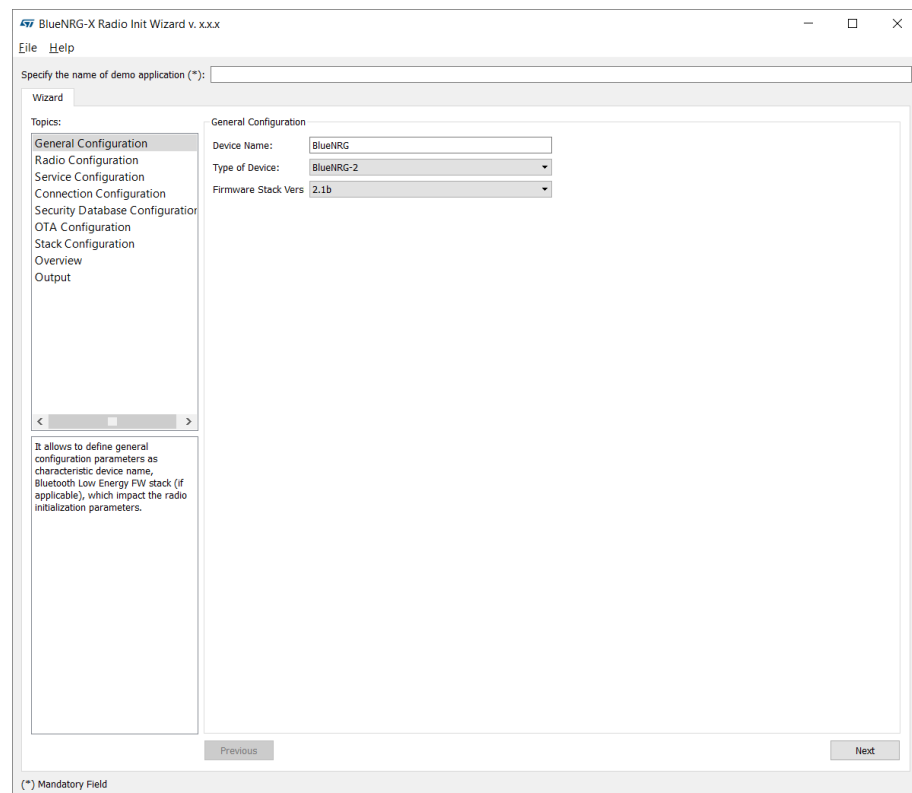 BlueNRG-X Radio Init Wizard v. x.x.x
File Help
Specify the name of demo application (*):
Wizard
Topics:
General Configuration
Radio Configuration
Service Configuration
Connection Configuration
Security Database Configuration
OTA Configuration
Stack Configuration
Overview
Output
It allows to define general
configuration parameters as
characteristic device name,
Bluetooth Low Energy FW stack (if
applicable), which impact the radio
initialization parameters.
General Configuration
Device Name: BlueNRG
Type of Device: BlueNRG-2
Firmware Stack Vers 2.1b
Previous Next
(*) Mandatory Field